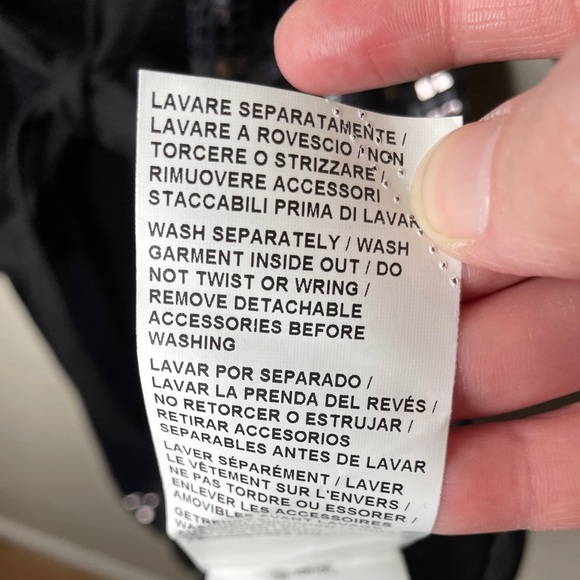 LAVARE SEPARATAMENTE /
LAVARE A ROVESCIO / NON
TORCERE O STRIZZARE /
RIMUOVERE ACCESSORI
STACCABILI PRIMA DI LAVAR
WASH SEPARATELY / WASH
GARMENT INSIDE OUT / DO
NOT TWIST OR WRING /
REMOVE DETACHABLE
ACCESSORIES BEFORE
WASHING
LAVAR POR SEPARADO /
LAVAR LA PRENDA DEL REVÉS /
NO RETORCER O ESTRUJAR /
RETIRAR ACCESORIOS
SEPARABLES ANTES DE LAVAR
LAVER SÉPARÉMENT / LAVER
LE VÊTEMENT SUR L'ENVERS /
NE PAS TORDRE OU ESSORER /
ENLEVER LES ACCESSOIRES
AMOVIBLES AVANT LAVAGE